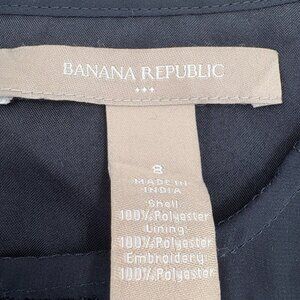 BANANA REPUBLIC
8
MADE IN
INDIA
Shell:
100% Polyester
Lining:
100% Polyester
Embroidery:
100% Polyester